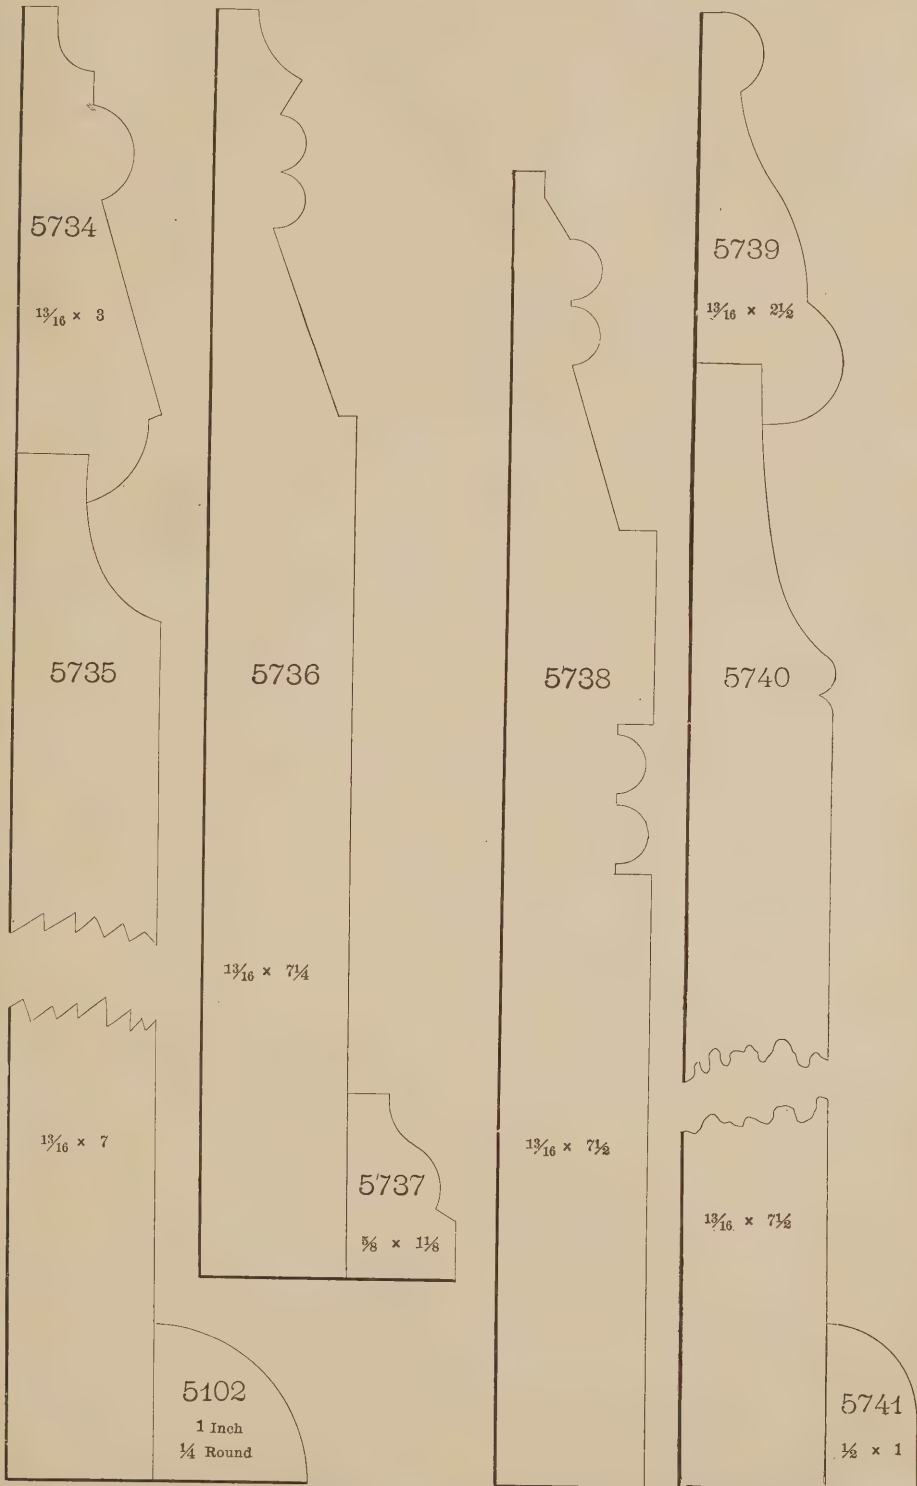 5734
13/16 × 3
5735
13/16 × 7
5102
1 Inch
1/4 Round
5736
13/16 × 7 1/4
5737
5/8 × 1 1/8
5738
13/16 × 7 1/2
5739
13/16 × 2 1/2
5740
13/16 × 7 1/2
5741
1/2 × 1